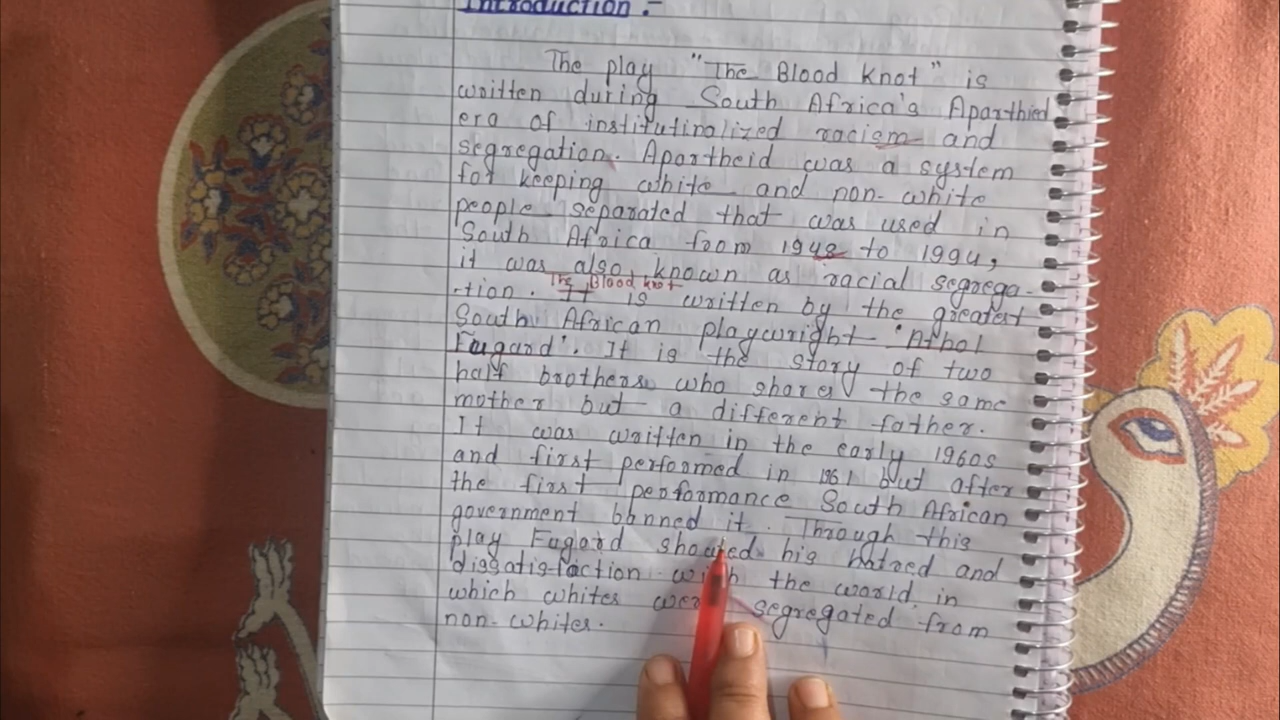 Introduction :-
The play "The Blood Knot" is
written during South Africa's Aparthied
era of institutinalized racism and
segregation. Apartheid was a system
for keeping white and non-white
people separated that was used in
South Africa from 1948 to 1994,
it was also known as racial segrega-
The Blood knot
-tion. It is written by the greatest
South African playwright 'Athol
Fugard'. It is the story of two
half brothers who shares the same
mother but a different father.
It was written in the early 1960s
and first performed in 1961 but after
the first performance South African
government banned it. Through this
play Fugard showed his hatred and
dissatisfaction with the world in
which whites were segregated from
non-whites.